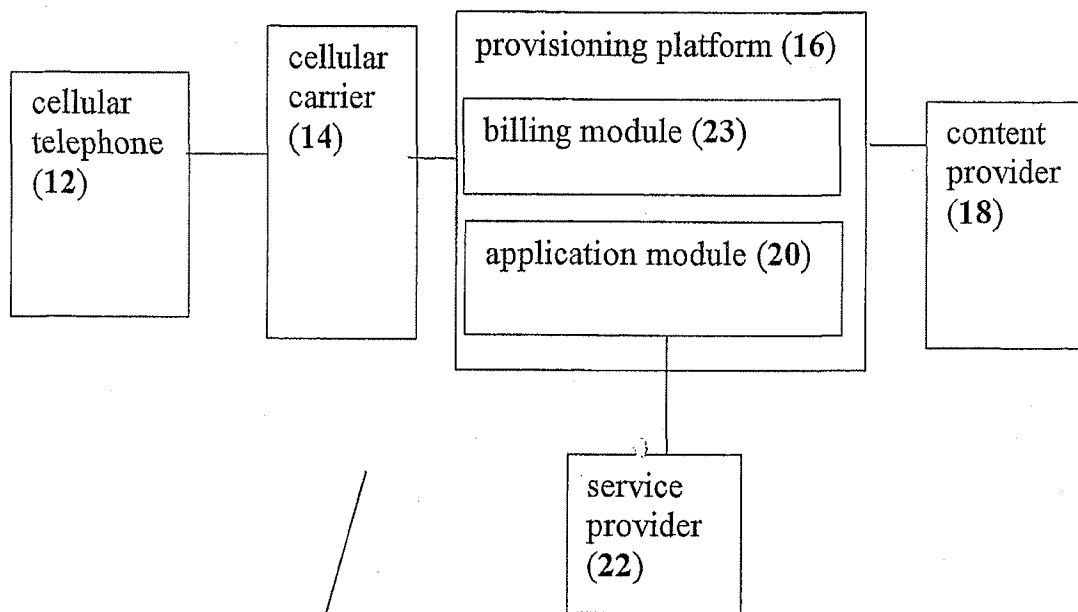 cellular
telephone
(12)
cellular
carrier
(14)
provisioning platform (16)
billing module (23)
application module (20)
content
provider
(18)
service
provider
(22)